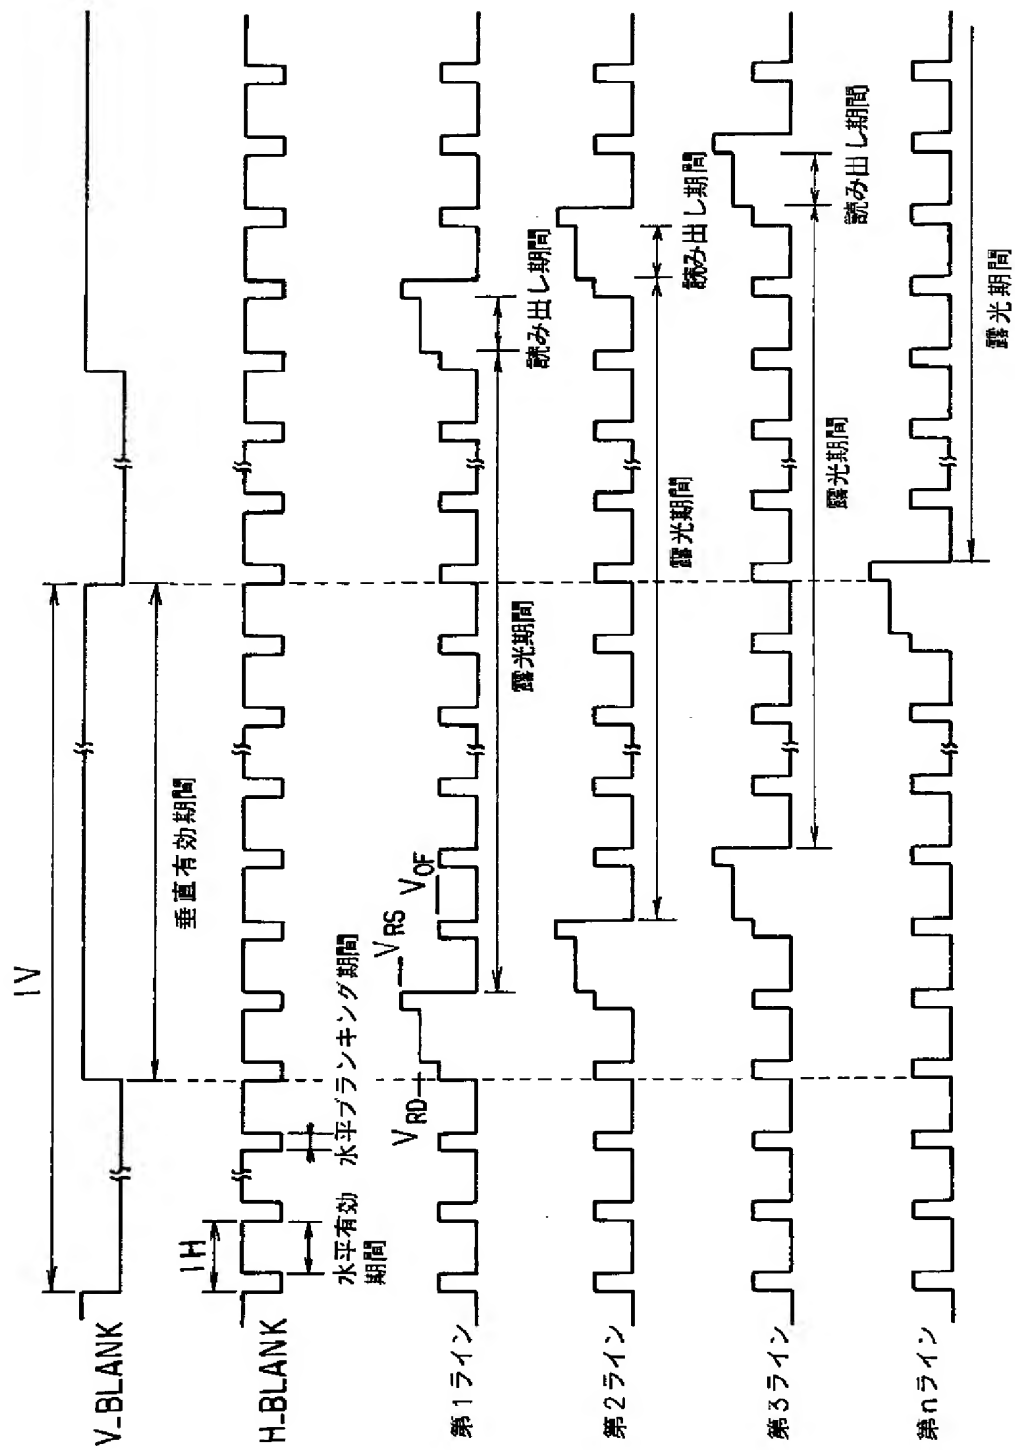 V_BLANK
1V
垂直有効期間
H_BLANK
1H
水平有効
期間
水平ブランキング期間
第1ライン
VRD
VRS
VOF
露光期間
読み出し期間
第2ライン
露光期間
読み出し期間
第3ライン
露光期間
読み出し期間
第nライン
露光期間